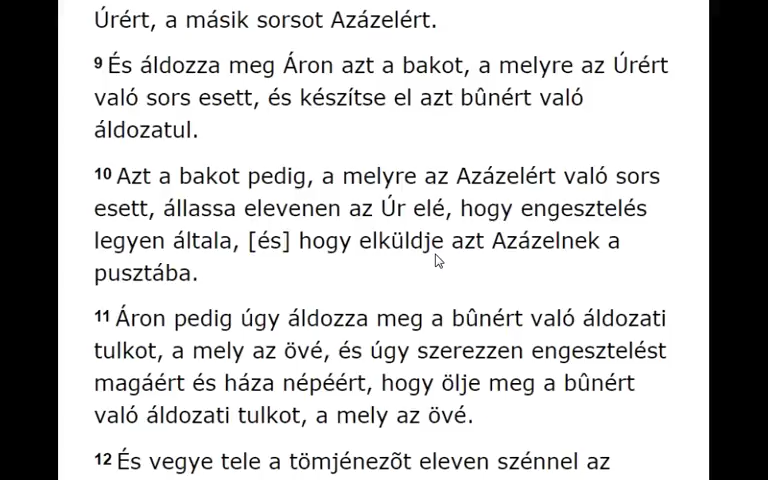 Úrért, a másik sorsot Azázelért.
9 És áldozza meg Áron azt a bakot, a melyre az Úrért
való sors esett, és készítse el azt bûnért való
áldozatul.
10 Azt a bakot pedig, a melyre az Azázelért való sors
esett, állassa elevenen az Úr elé, hogy engesztelés
legyen általa, [és] hogy elküldje azt Azázelnek a
pusztába.
11 Áron pedig úgy áldozza meg a bûnért való áldozati
tulkot, a mely az övé, és úgy szerezzen engesztelést
magáért és háza népéért, hogy ölje meg a bûnért
való áldozati tulkot, a mely az övé.
12 És vegye tele a tömjénezõt eleven szénnel az